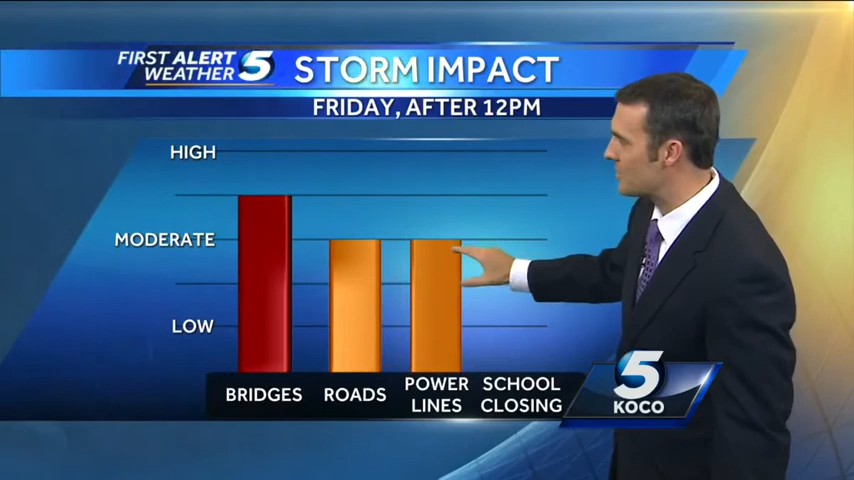 FIRST ALERT
WEATHER 5
STORM IMPACT
FRIDAY, AFTER 12PM
HIGH
MODERATE
LOW
BRIDGES
ROADS
POWER
LINES
SCHOOL
CLOSING
5
KOCO